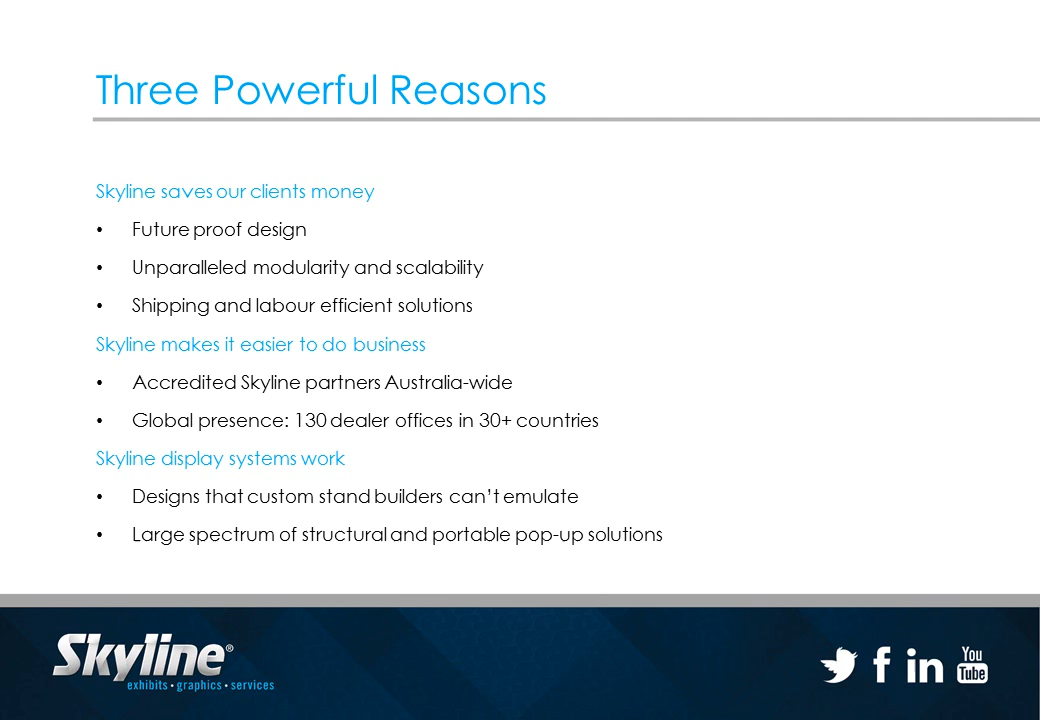 Three Powerful Reasons
Skyline saves our clients money
• Future proof design
• Unparalleled modularity and scalability
• Shipping and labour efficient solutions
Skyline makes it easier to do business
• Accredited Skyline partners Australia-wide
• Global presence: 130 dealer offices in 30+ countries
Skyline display systems work
• Designs that custom stand builders can’t emulate
• Large spectrum of structural and portable pop-up solutions
Skyline®
exhibits • graphics • services
f
in
You
Tube